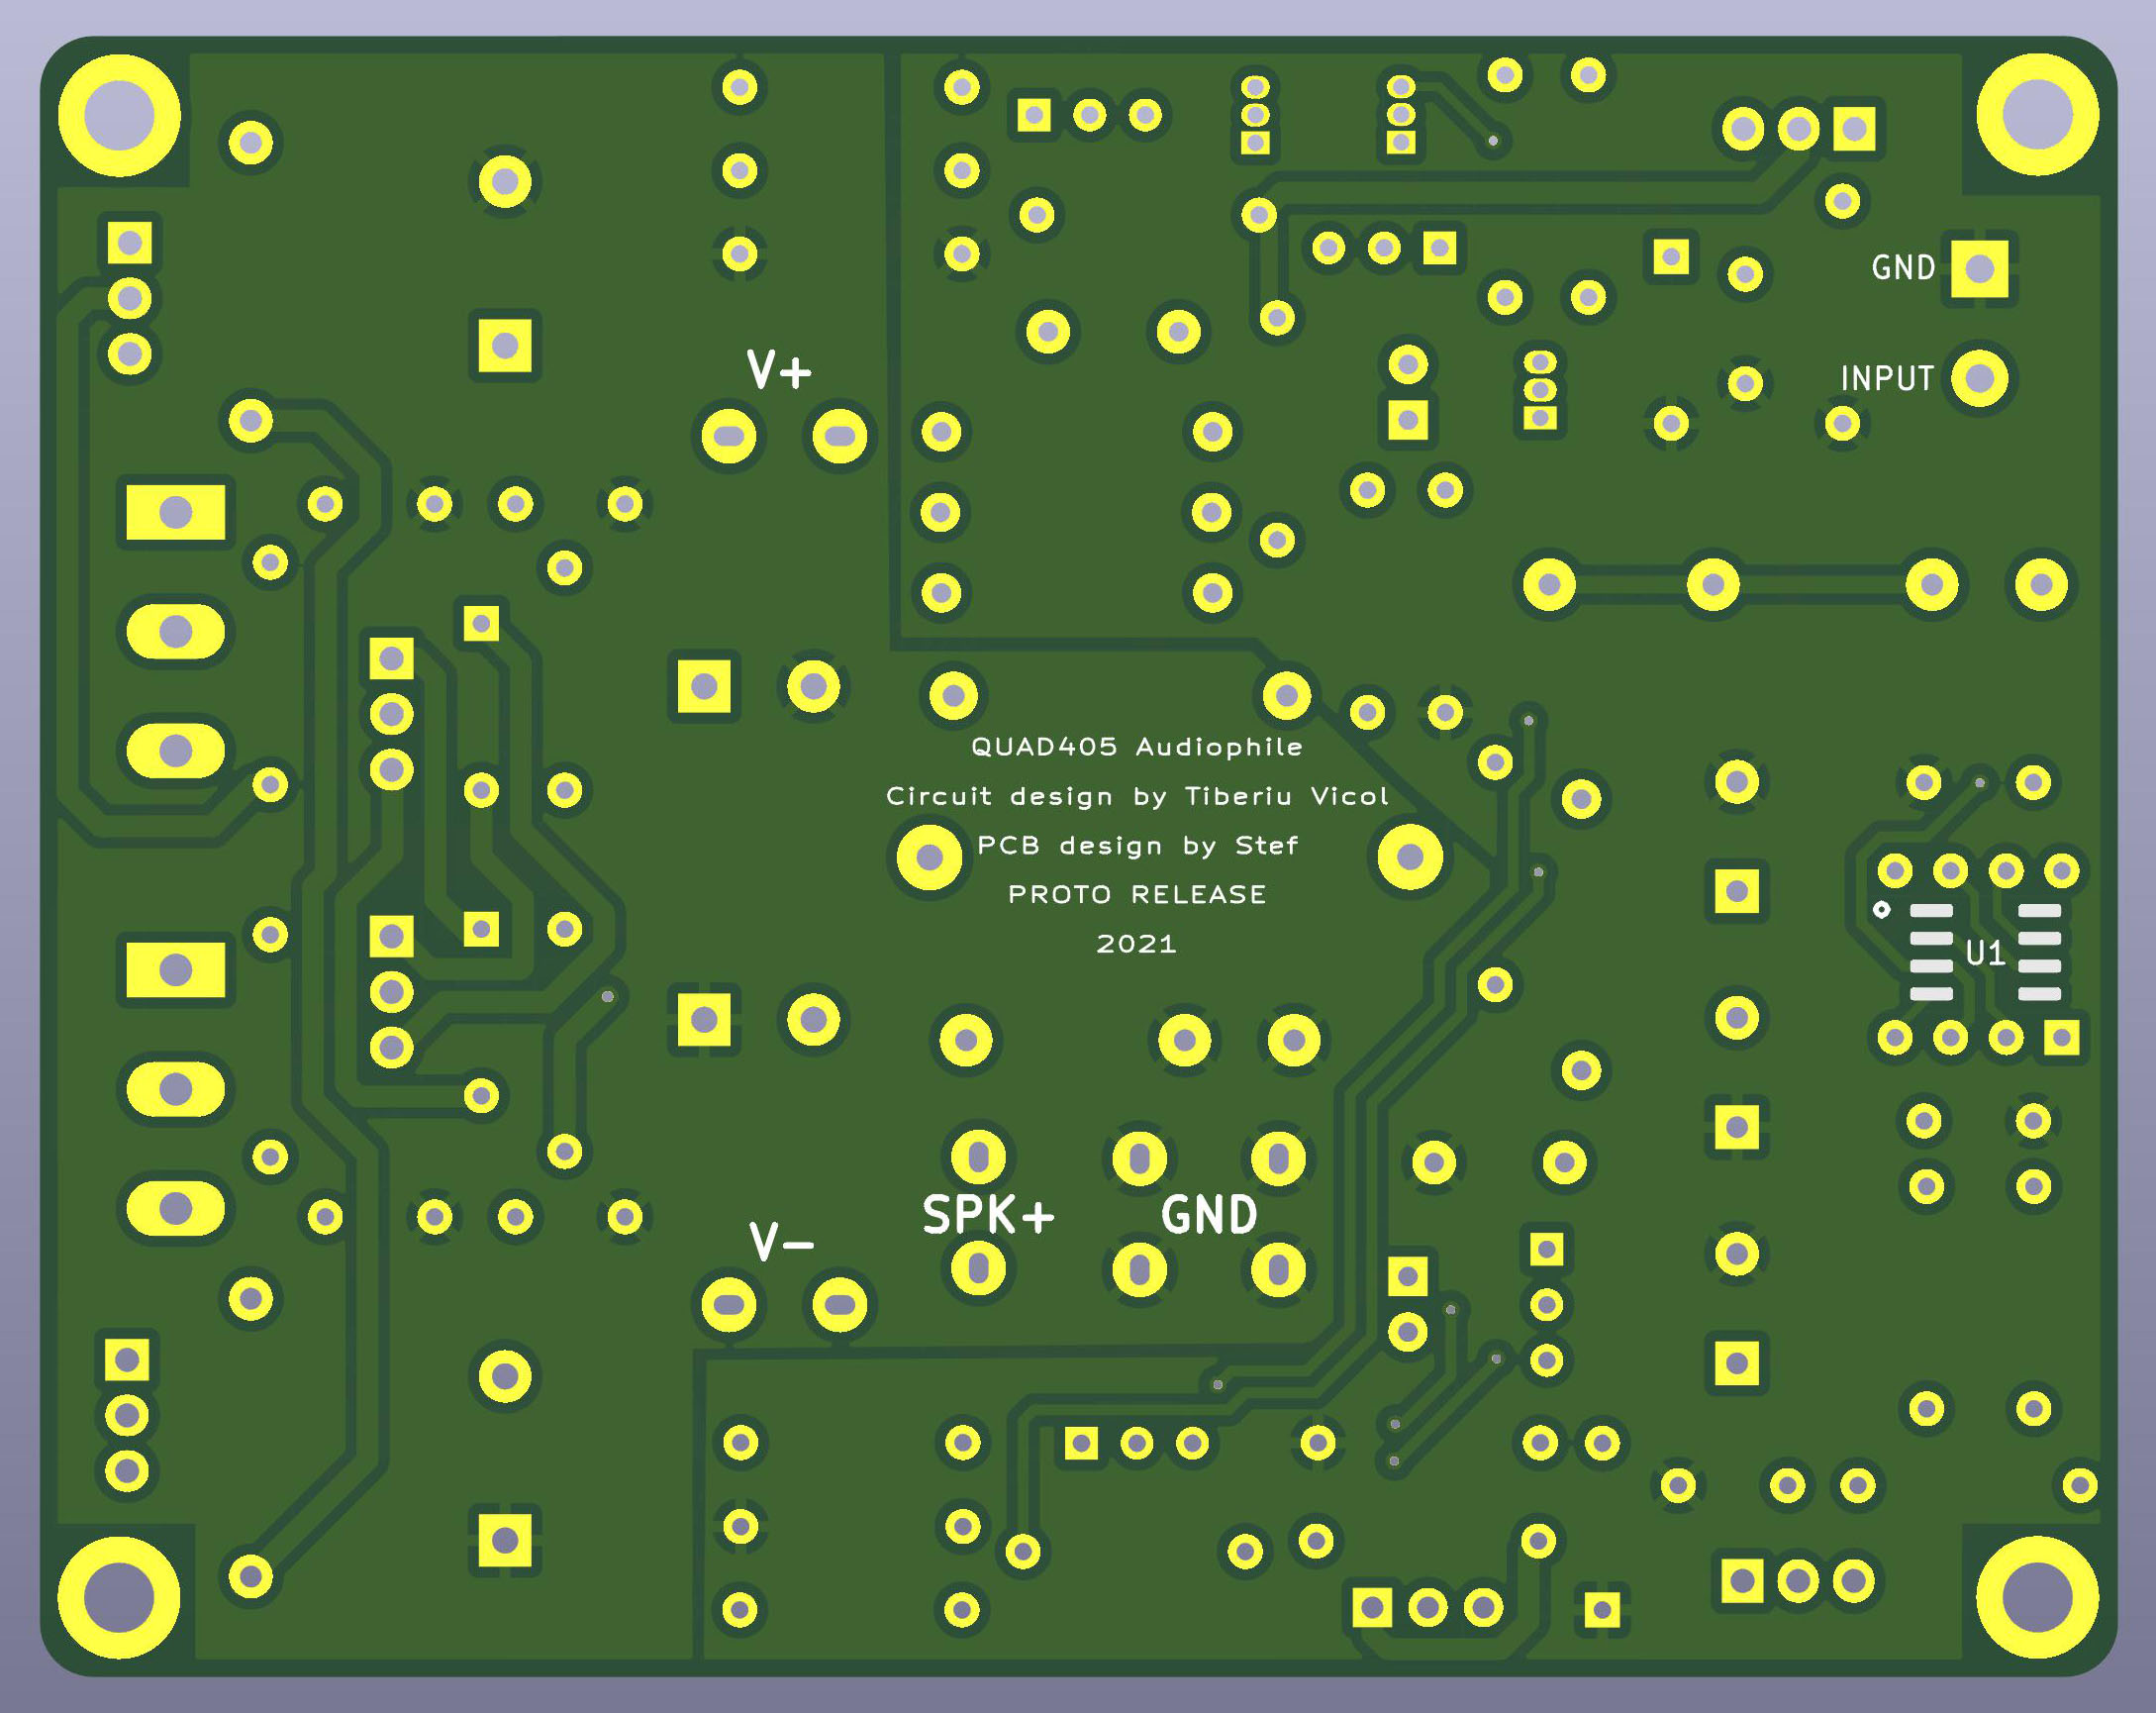 GND
V+
INPUT
QUAD405 Audiophile
Circuit design by Tiberiu Vicol
PCB design by Stef
PROTO RELEASE
2021
U1
SPK+
GND
V-